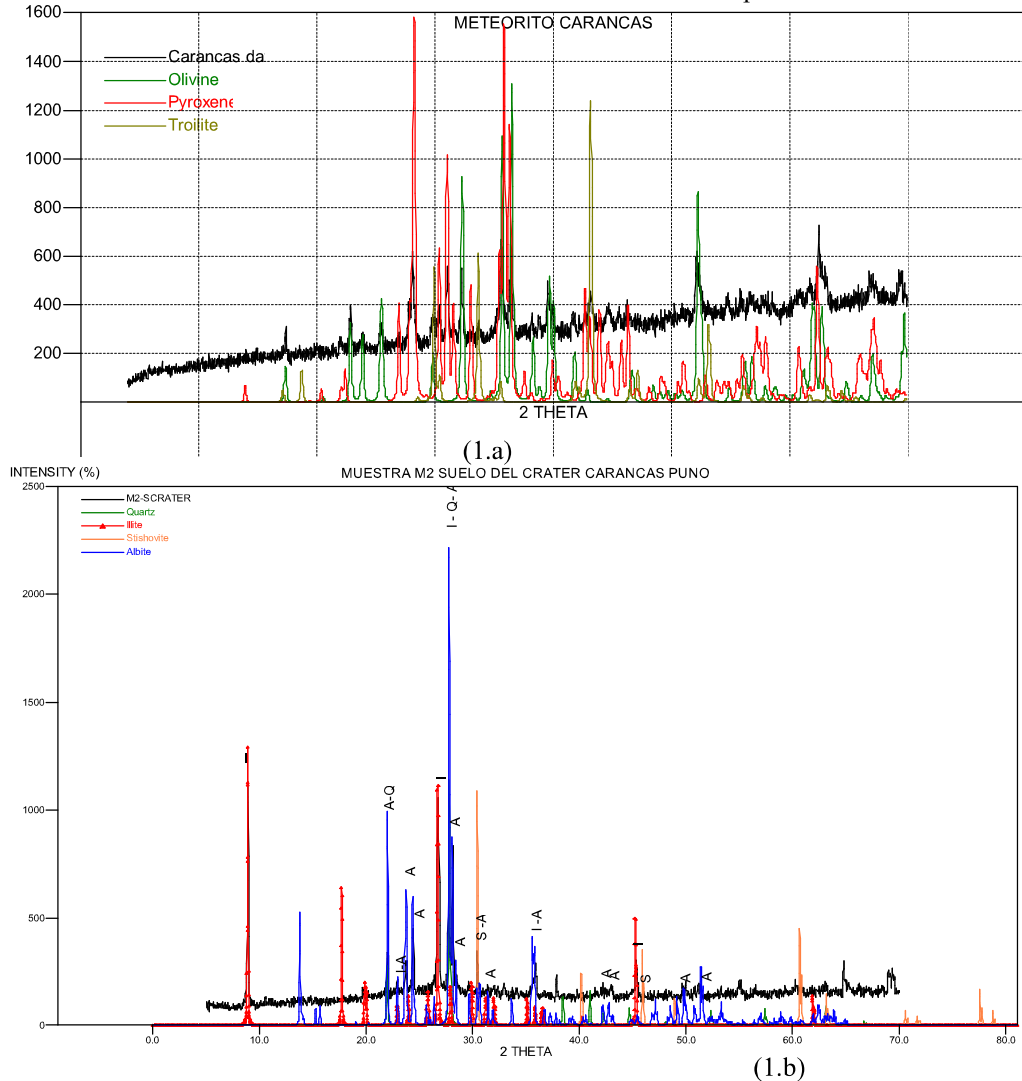 1600
METEORITO CARANCAS
1400
1200
1000
800
600
400
200
Carancas da
Olivine
Pyroxene
Troilite
2 THETA
(1.a)
INTENSITY (%)
MUESTRA M2 SUELO DEL CRATER CARANCAS PUNO
2500
2000
1500
1000
500
0
M2-SCRATER
Quartz
Illite
Stishovite
Albite
I
A-Q
I-A
A
A
I
I - Q- A
A
A
S -A
A
I -A
A
A
I
S
A
A
0.0 10.0 20.0 30.0 40.0 50.0 60.0 70.0 80.0
2 THETA
(1.b)